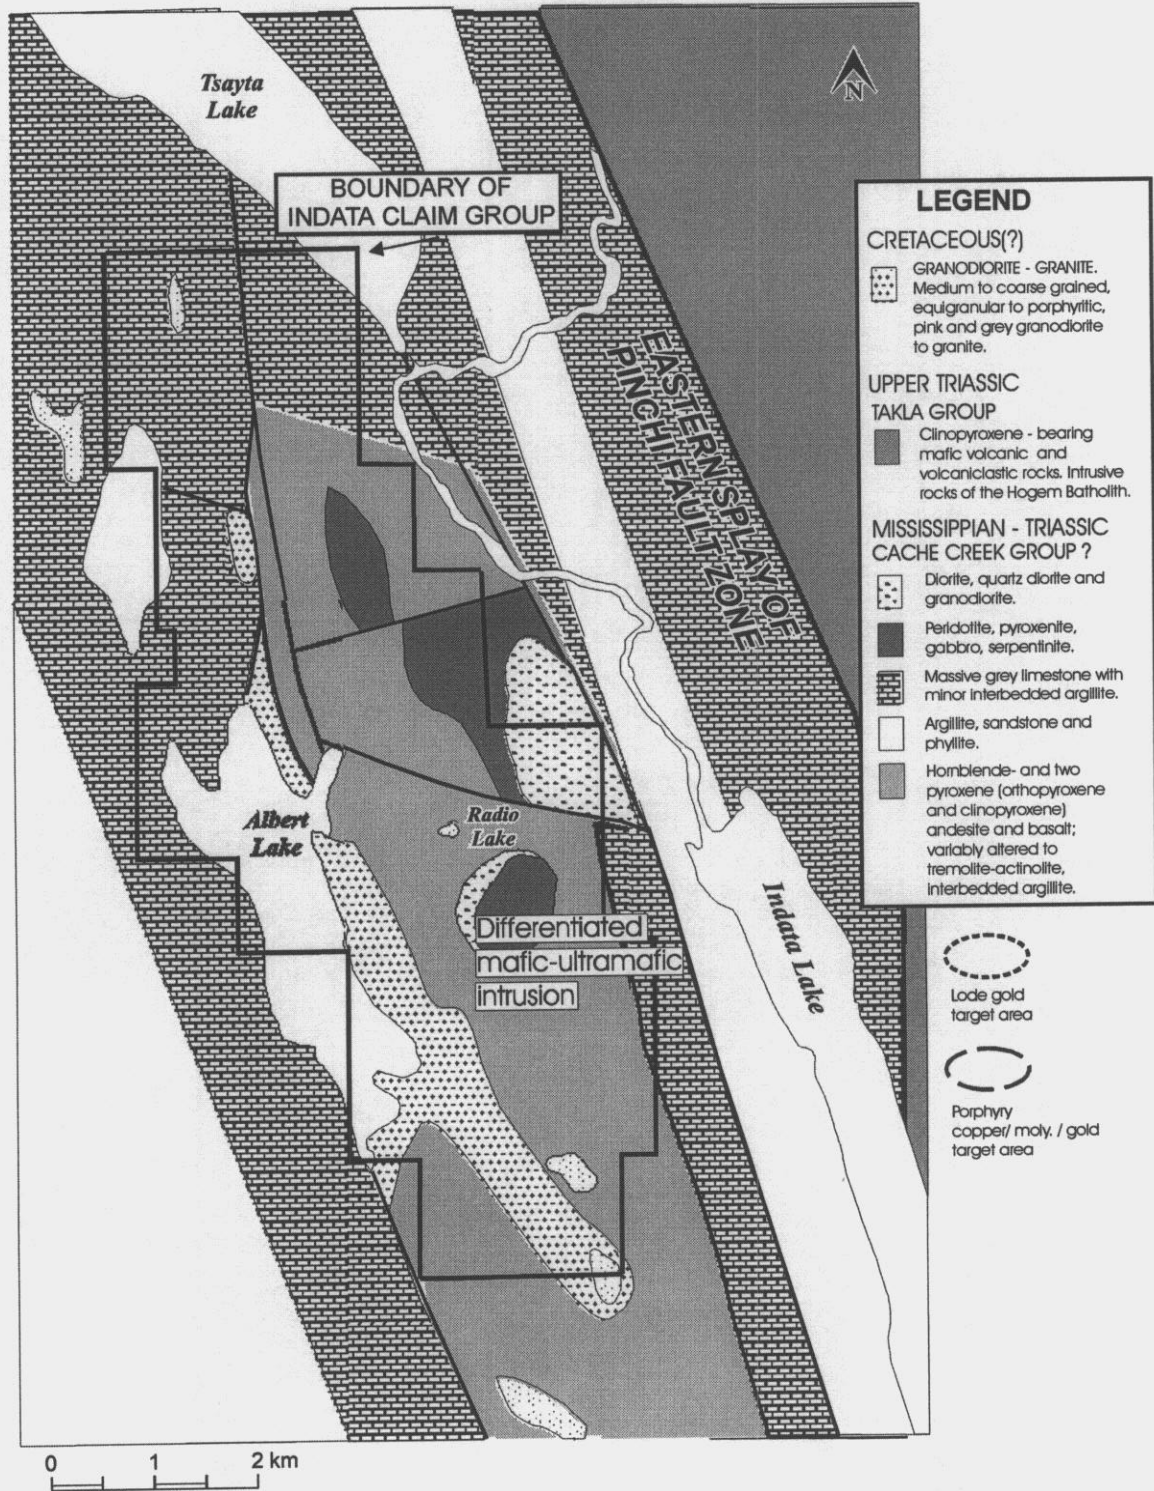 Tsayta
Lake
N
BOUNDARY OF
INDATA CLAIM GROUP
EASTERN SPLAY OF
PINCHI FAULT ZONE
Albert
Lake
Radio
Lake
Differentiated
mafic-ultramafic
intrusion
Indata Lake
0 1 2 km
LEGEND
CRETACEOUS(?)
GRANODIORITE - GRANITE.
Medium to coarse grained,
equigranular to porphyritic,
pink and grey granodiorite
to granite.
UPPER TRIASSIC
TAKLA GROUP
Clinopyroxene - bearing
mafic volcanic and
volcaniclastic rocks. Intrusive
rocks of the Hogem Batholith.
MISSISSIPPIAN - TRIASSIC
CACHE CREEK GROUP ?
Diorite, quartz diorite and
granodiorite.
Peridotite, pyroxenite,
gabbro, serpentinite.
Massive grey limestone with
minor interbedded argillite.
Argillite, sandstone and
phyllite.
Hornblende- and two
pyroxene (orthopyroxene
and clinopyroxene)
andesite and basalt;
variably altered to
tremolite-actinolite,
interbedded argillite.
Lode gold
target area
Porphyry
copper/ moly. / gold
target area